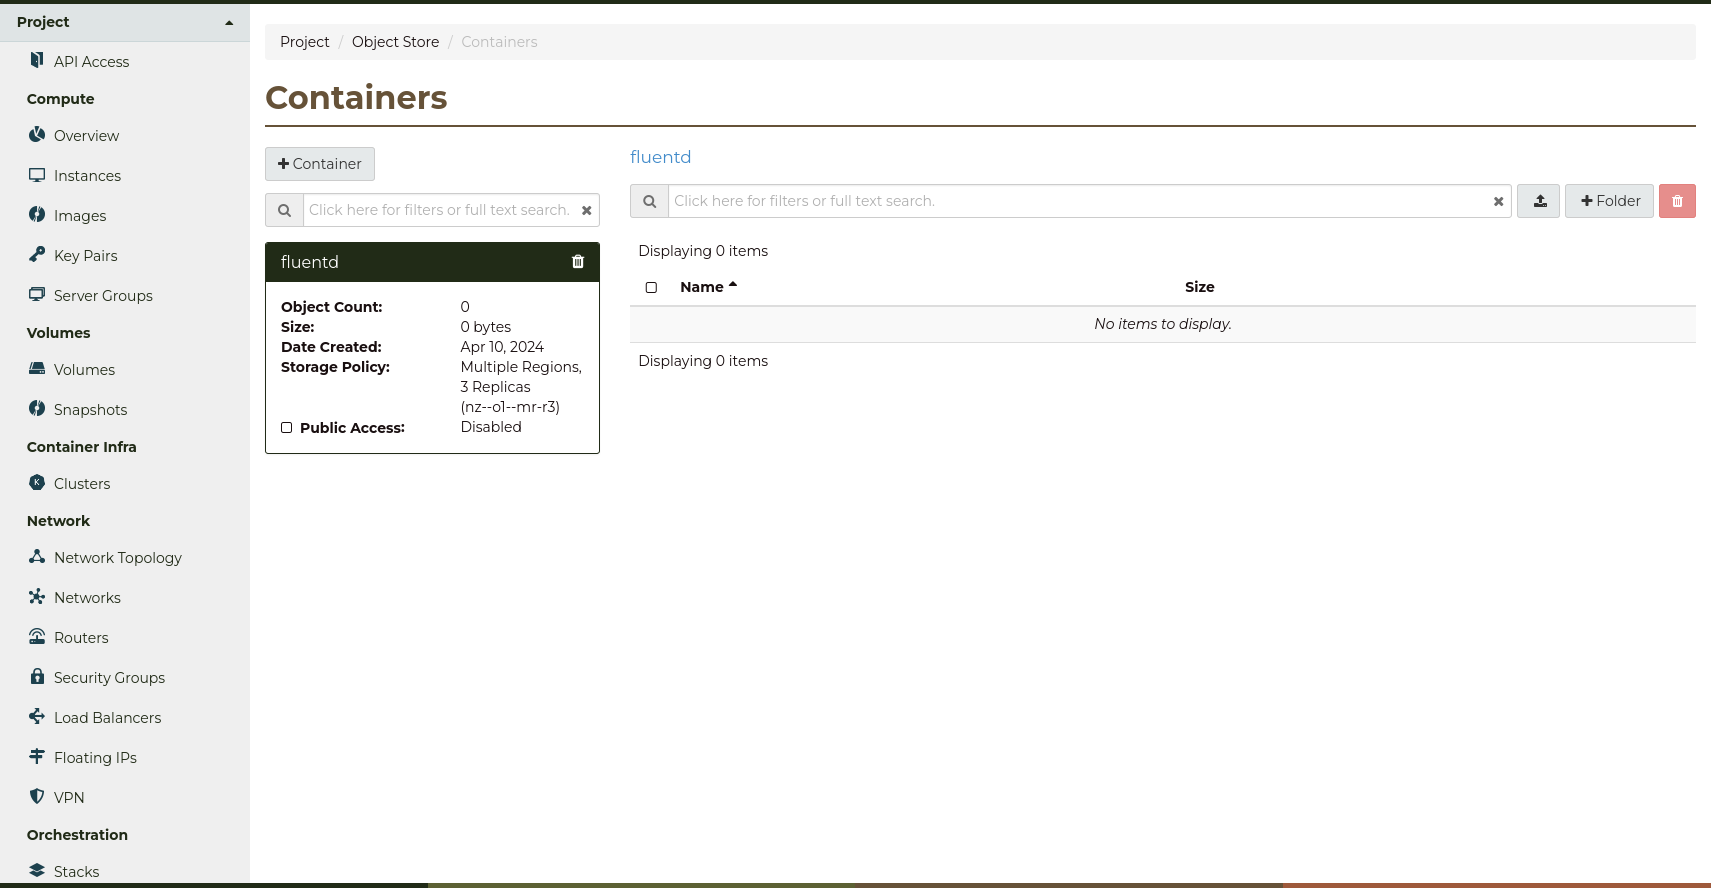 Project
API Access
Compute
Overview
Instances
Images
Key Pairs
Server Groups
Volumes
Volumes
Snapshots
Container Infra
K
Clusters
Network
Network Topology
Networks
Routers
Security Groups
Load Balancers
Floating IPs
VPN
Orchestration
Stacks
Project / Object Store / Containers
Containers
+ Container
Click here for filters or full text search.
fluentd
Object Count: 0
Size: 0 bytes
Date Created: Apr 10, 2024
Storage Policy: Multiple Regions,
3 Replicas
(nz--o1--mr-r3)
Public Access: Disabled
fluentd
Click here for filters or full text search.
+ Folder
Displaying 0 items
Name Size
No items to display.
Displaying 0 items